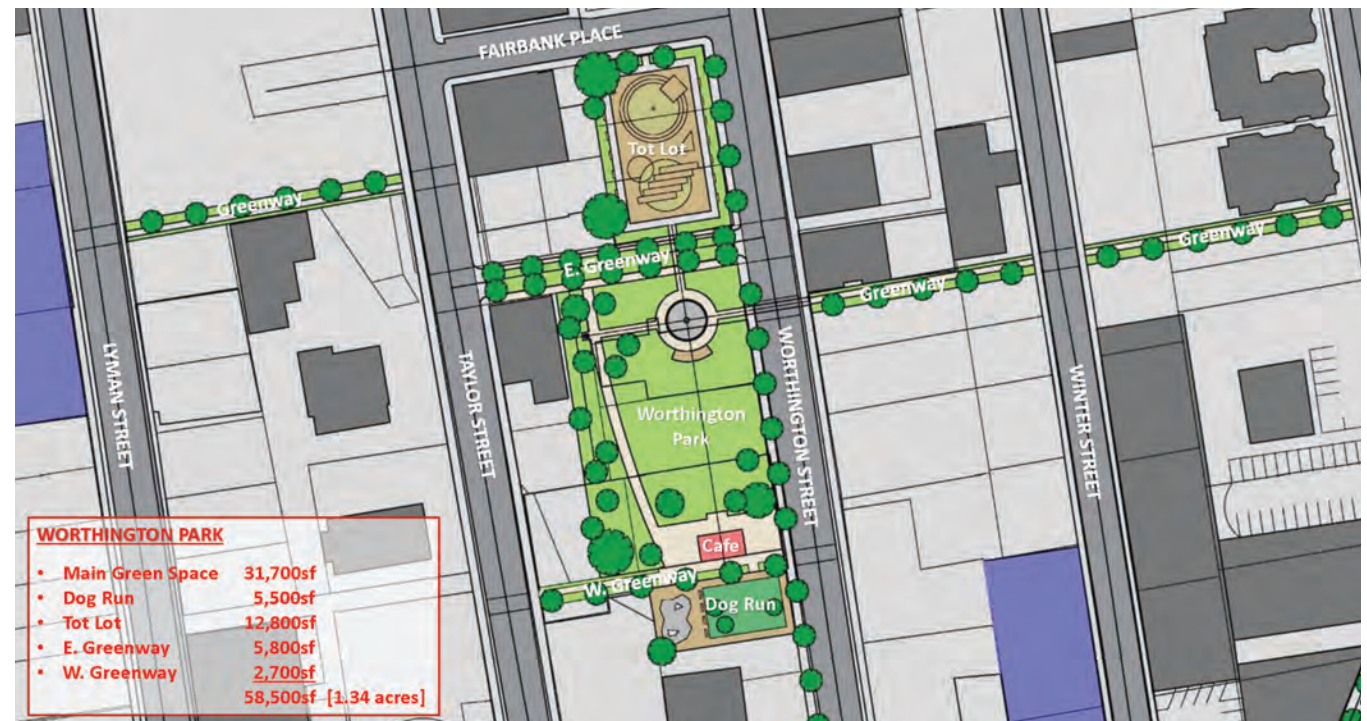 FAIRBANK PLACE
Tot Lot
Greenway
E. Greenway
Greenway
Greenway
LYMAN STREET
TAYLOR STREET
WORTHINGTON STREET
WINTER STREET
Worthington
Park
Cafe
W. Greenway
Dog Run
WORTHINGTON PARK
• Main Green Space 31,700sf
• Dog Run 5,500sf
• Tot Lot 12,800sf
• E. Greenway 5,800sf
• W. Greenway 2,700sf
58,500sf [1.34 acres]